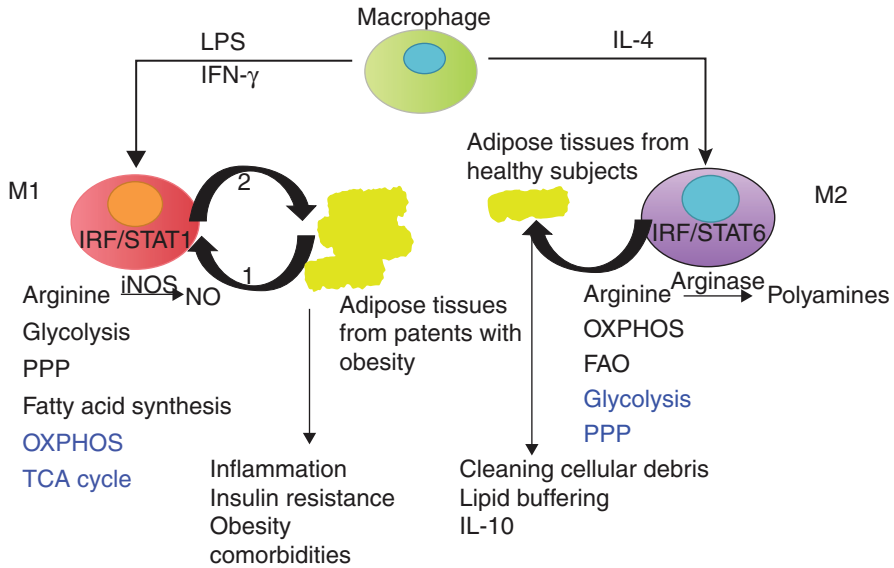 Macrophage
LPS
IFN-γ
IL-4
M1
IRF/STAT1
2
1
Arginine iNOS NO
Glycolysis
PPP
Fatty acid synthesis
OXPHOS
TCA cycle
Adipose tissues
from patents with
obesity
Inflammation
Insulin resistance
Obesity
comorbidities
Adipose tissues from
healthy subjects
M2
IRF/STAT6
Arginine Arginase Polyamines
OXPHOS
FAO
Glycolysis
PPP
Cleaning cellular debris
Lipid buffering
IL-10